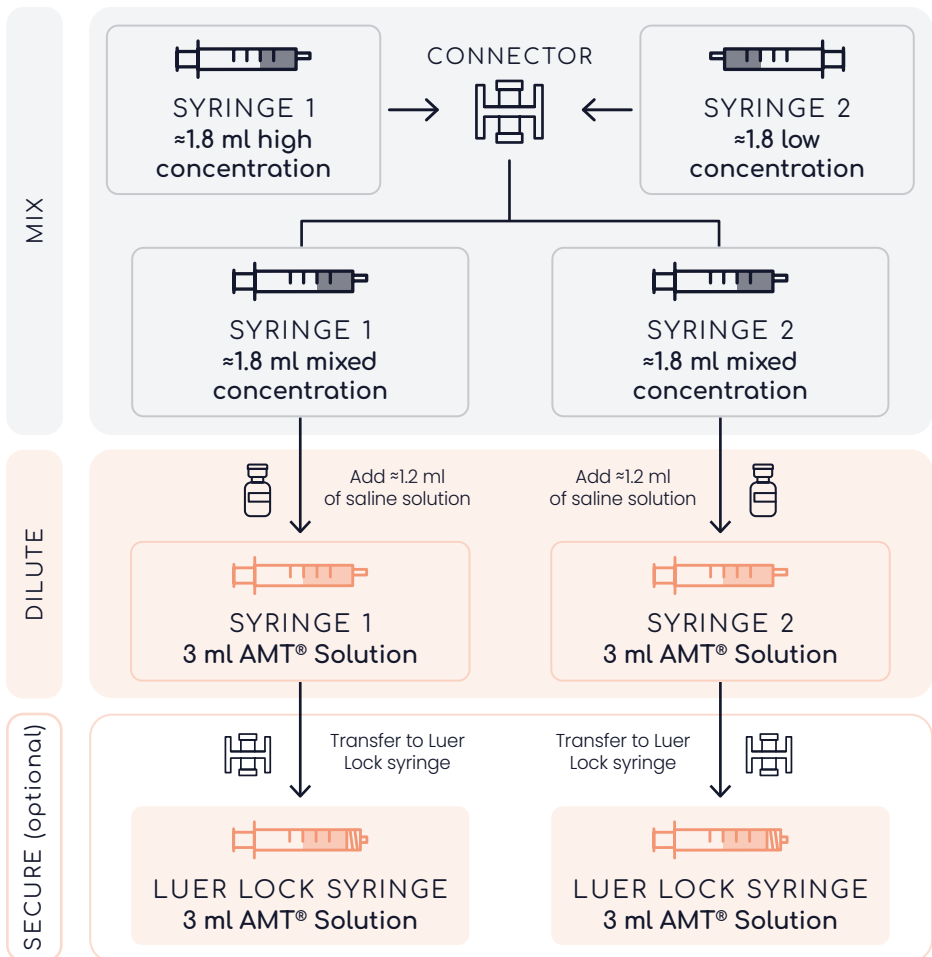 MIX
SYRINGE 1
≈1.8 ml high
concentration
CONNECTOR
SYRINGE 2
≈1.8 low
concentration
SYRINGE 1
≈1.8 ml mixed
concentration
SYRINGE 2
≈1.8 ml mixed
concentration
DILUTE
Add ≈1.2 ml
of saline solution
Add ≈1.2 ml
of saline solution
SYRINGE 1
3 ml AMT® Solution
SYRINGE 2
3 ml AMT® Solution
SECURE (optional)
Transfer to Luer
Lock syringe
Transfer to Luer
Lock syringe
LUER LOCK SYRINGE
3 ml AMT® Solution
LUER LOCK SYRINGE
3 ml AMT® Solution